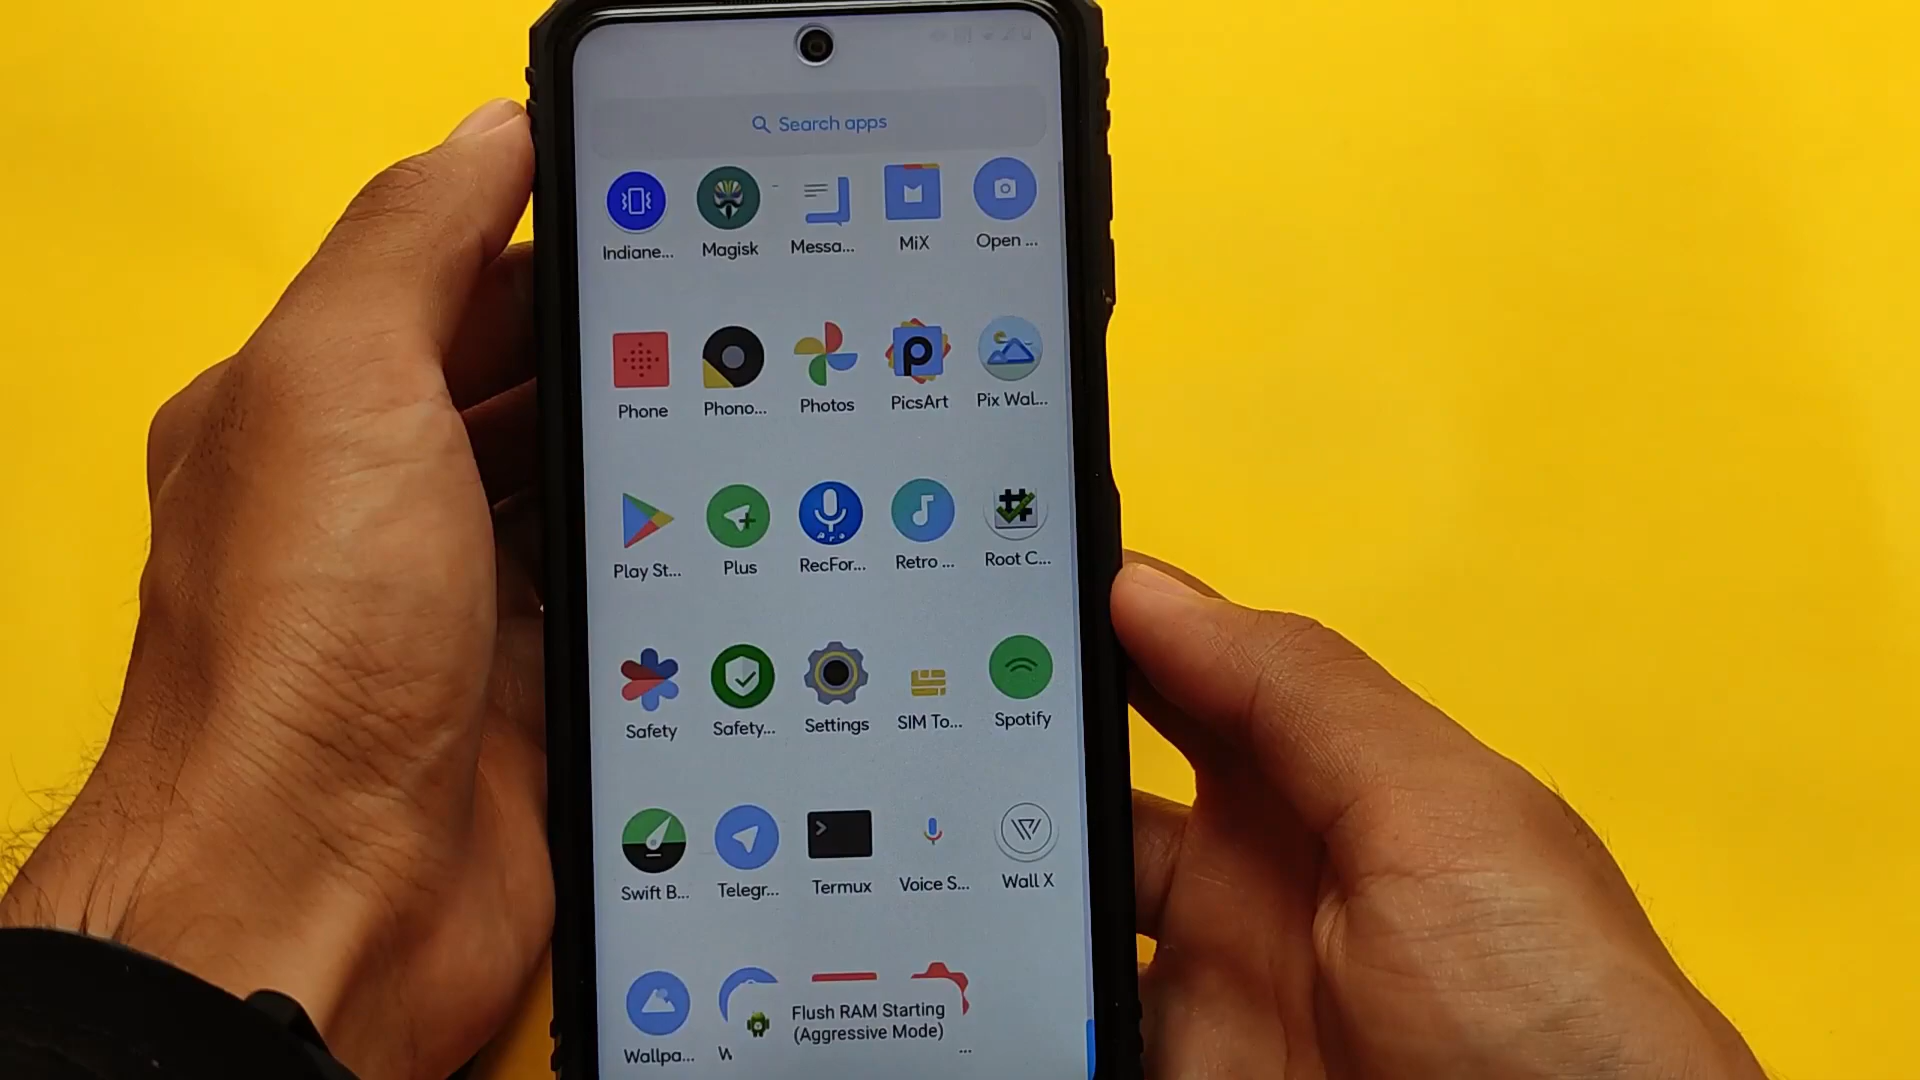 Search apps
Indiane...
Magisk
Messa...
MiX
Open ...
Phone
Phono...
Photos
PicsArt
Pix Wal...
Play St...
Plus
RecFor...
Retro ...
Root C...
Safety
Safety...
Settings
SIM To...
Spotify
Swift B...
Telegr...
Termux
Voice S...
Wall X
Wallpa...
W
...
Flush RAM Starting
(Aggressive Mode)